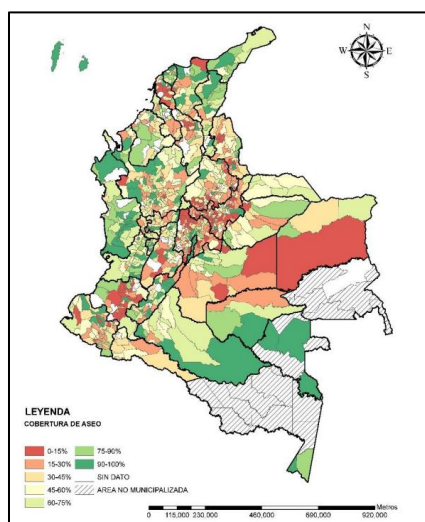 N
W E
S
LEYENDA
COBERTURA DE ASEO
0-15% 75-90%
15-30% 90-100%
30-45% SIN DATO
45-60% AREA NO MUNICIPALIZADA
60-75%
Metros
0 115,000 230,000 460,000 690,000 920,000